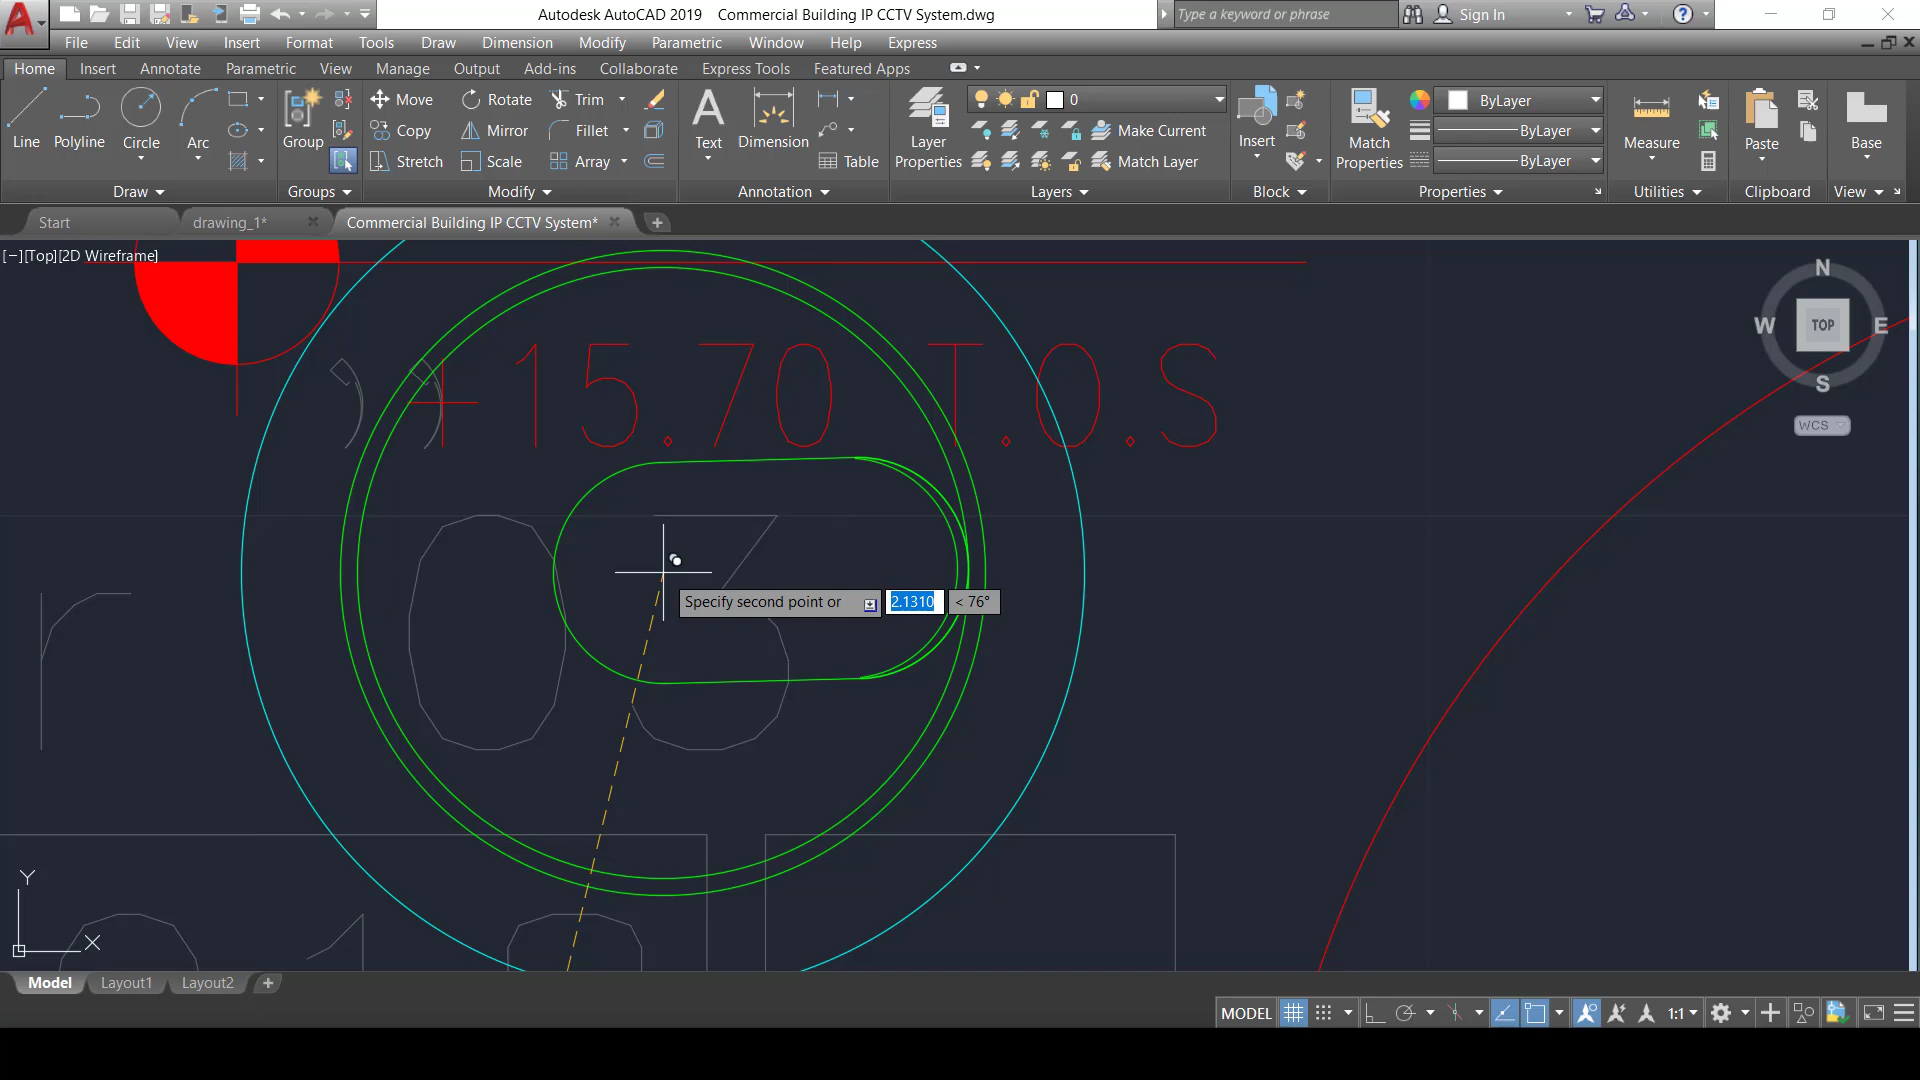 Autodesk AutoCAD 2019 Commercial Building IP CCTV System.dwg
Type a keyword or phrase
Sign In
File Edit View Insert Format Tools Draw Dimension Modify Parametric Window Help Express
Home Insert Annotate Parametric View Manage Output Add-ins Collaborate Express Tools Featured Apps
Move Rotate Trim
0
ByLayer
Line Polyline Circle Arc
Group
Copy Mirror Fillet
Text Dimension
Layer Properties
Make Current
Insert
Match Properties
ByLayer
Measure
Paste
Base
Stretch Scale Array
Table
Match Layer
ByLayer
Draw Groups Modify Annotation Layers Block Properties Utilities Clipboard View
Start drawing_1* Commercial Building IP CCTV System*
[−][Top][2D Wireframe]
N
W TOP E
S
WCS
+15.70 T.O.S
r 03
Specify second point or 2.1310 < 76°
Y
X
Model Layout1 Layout2
MODEL 1:1